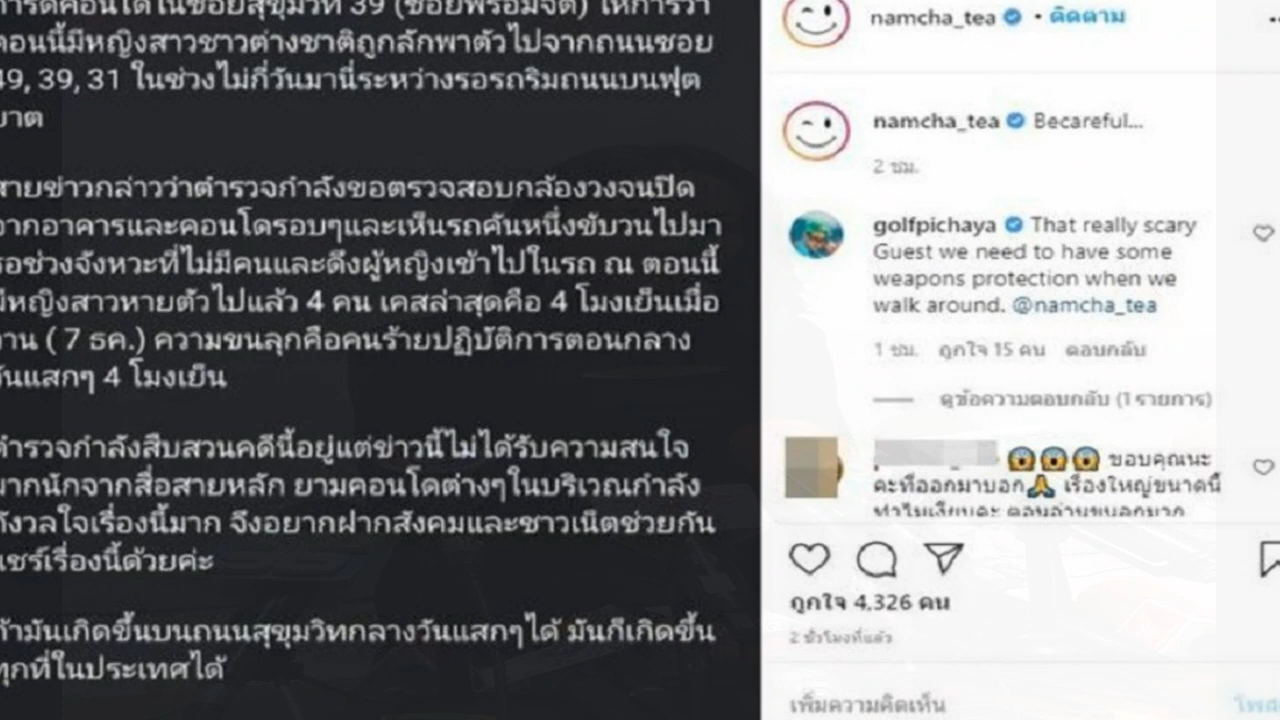 การ์ดคอนโดในซอยสุขุมวิท 39 (ซอยพร้อมจิต) ให้การว่า
ตอนนี้มีหญิงสาวชาวต่างชาติถูกลักพาตัวไปจากถนนซอย
49, 39, 31 ในช่วงไม่กี่วันมานี่ระหว่างรอรถริมถนนบนฟุต
บาต
สายข่าวกล่าวว่าตำรวจกำลังขอตรวจสอบกล้องวงจนปิด
จากอาคารและคอนโดรอบๆและเห็นรถคันหนึ่งขับวนไปมา
รอช่วงจังหวะที่ไม่มีคนและดึงผู้หญิงเข้าไปในรถ ณ ตอนนี้
มีหญิงสาวหายตัวไปแล้ว 4 คน เคสล่าสุดคือ 4 โมงเย็นเมื่อ
วาน ( 7 ธค.) ความขนลุกคือคนร้ายปฏิบัติการตอนกลาง
วันแสกๆ 4 โมงเย็น
ตำรวจกำลังสืบสวนคดีนี้อยู่แต่ข่าวนี้ไม่ได้รับความสนใจ
มากนักจากสื่อสายหลัก ยามคอนโดต่างๆในบริเวณกำลัง
กังวลใจเรื่องนี้มาก จึงอยากฝากสังคมและชาวเน็ตช่วยกัน
แชร์เรื่องนี้ด้วยค่ะ
ถ้ามันเกิดขึ้นบนถนนสุขุมวิทกลางวันแสกๆได้ มันก็เกิดขึ้น
ทุกที่ในประเทศได้
namcha_tea • ติดตาม
namcha_tea Becareful...
2 ชม.
golfpichaya That really scary
Guest we need to have some
weapons protection when we
walk around. @namcha_tea
1 ชม. ถูกใจ 15 คน ตอบกลับ
ดูข้อความตอบกลับ (1 รายการ)
😱😱😱 ขอบคุณนะ
คะที่ออกมาบอก🙏 เรื่องใหญ่ขนาดนี้
ทำไมเงียบคะ ตอนอ่านขนลุกมาก
ถูกใจ 4,326 คน
2 ชั่วโมงที่แล้ว
เพิ่มความคิดเห็น